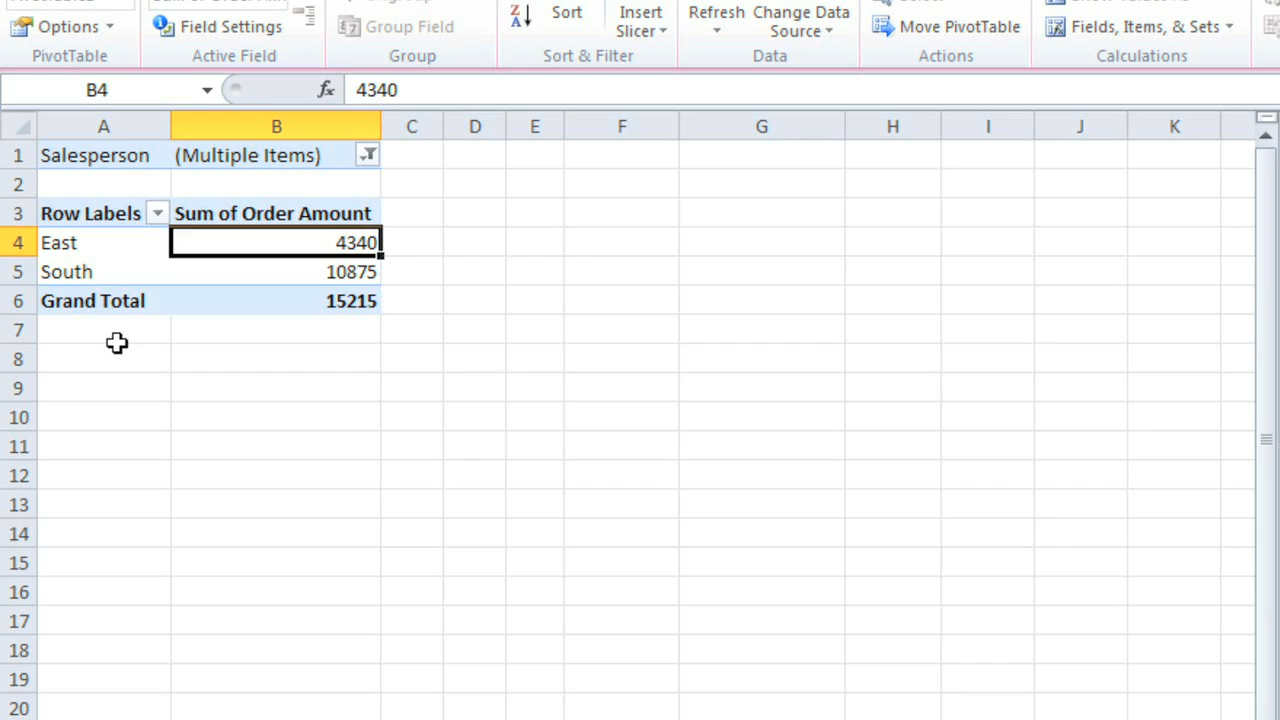 Options
Field Settings
Group Field
Sort
Insert
Slicer
Refresh
Change Data
Source
Move PivotTable
Fields, Items, & Sets
PivotTable
Active Field
Group
Sort & Filter
Data
Actions
Calculations
B4
fx
4340
A B C D E F G H I J K
1 Salesperson (Multiple Items)
2
3 Row Labels Sum of Order Amount
4 East 4340
5 South 10875
6 Grand Total 15215
7
8
9
10
11
12
13
14
15
16
17
18
19
20